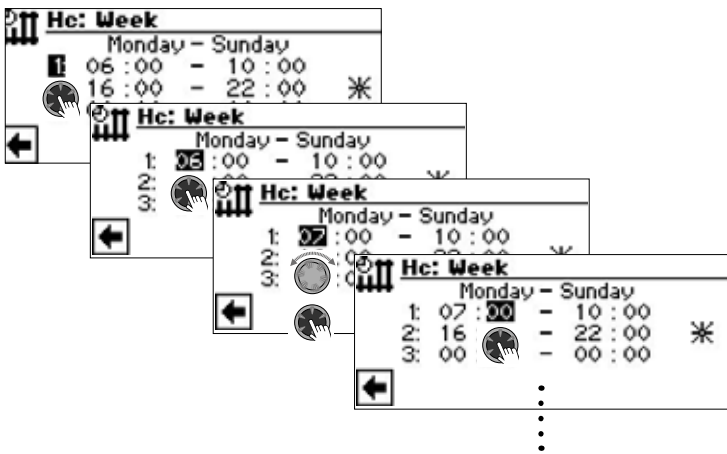 Hc: Week
Monday – Sunday
1: 06 :00 – 10 :00
16 :00 – 22 :00
Hc: Week
Monday – Sunday
1: 06 :00 – 10 :00
2:
3:
Hc: Week
Monday – Sunday
1: 07 :00 – 10 :00
2:
3:
Hc: Week
Monday – Sunday
1: 07 :00 – 10 :00
2: 16 – 22 :00
3: 00 – 00 :00